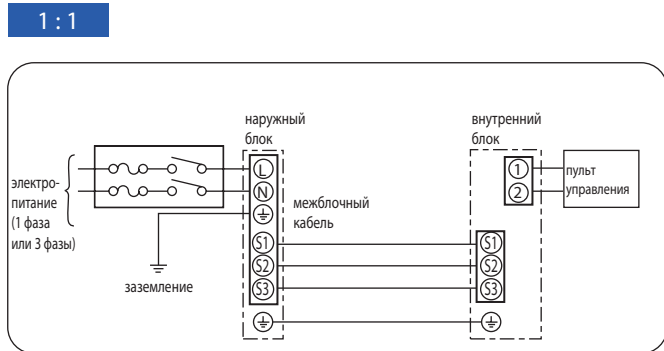 1 : 1
наружный
блок
внутренний
блок
электро-
питание
(1 фаза
или 3 фазы)
L
N
S1
S2
S3
заземление
межблочный
кабель
1
2
S1
S2
S3
пульт
управления